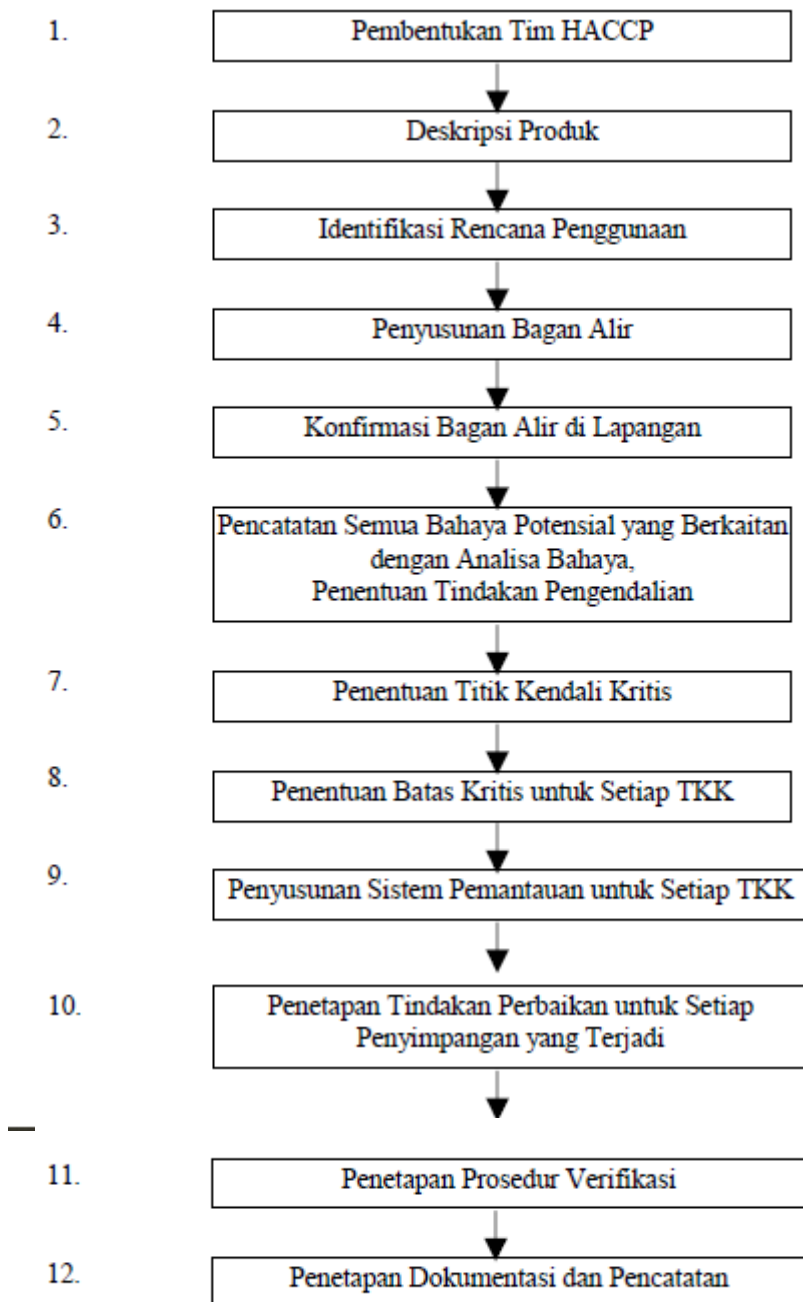 1. Pembentukan Tim HACCP
2. Deskripsi Produk
3. Identifikasi Rencana Penggunaan
4. Penyusunan Bagan Alir
5. Konfirmasi Bagan Alir di Lapangan
6. Pencatatan Semua Bahaya Potensial yang Berkaitan
dengan Analisa Bahaya,
Penentuan Tindakan Pengendalian
7. Penentuan Titik Kendali Kritis
8. Penentuan Batas Kritis untuk Setiap TKK
9. Penyusunan Sistem Pemantauan untuk Setiap TKK
10. Penetapan Tindakan Perbaikan untuk Setiap
Penyimpangan yang Terjadi
11. Penetapan Prosedur Verifikasi
12. Penetapan Dokumentasi dan Pencatatan